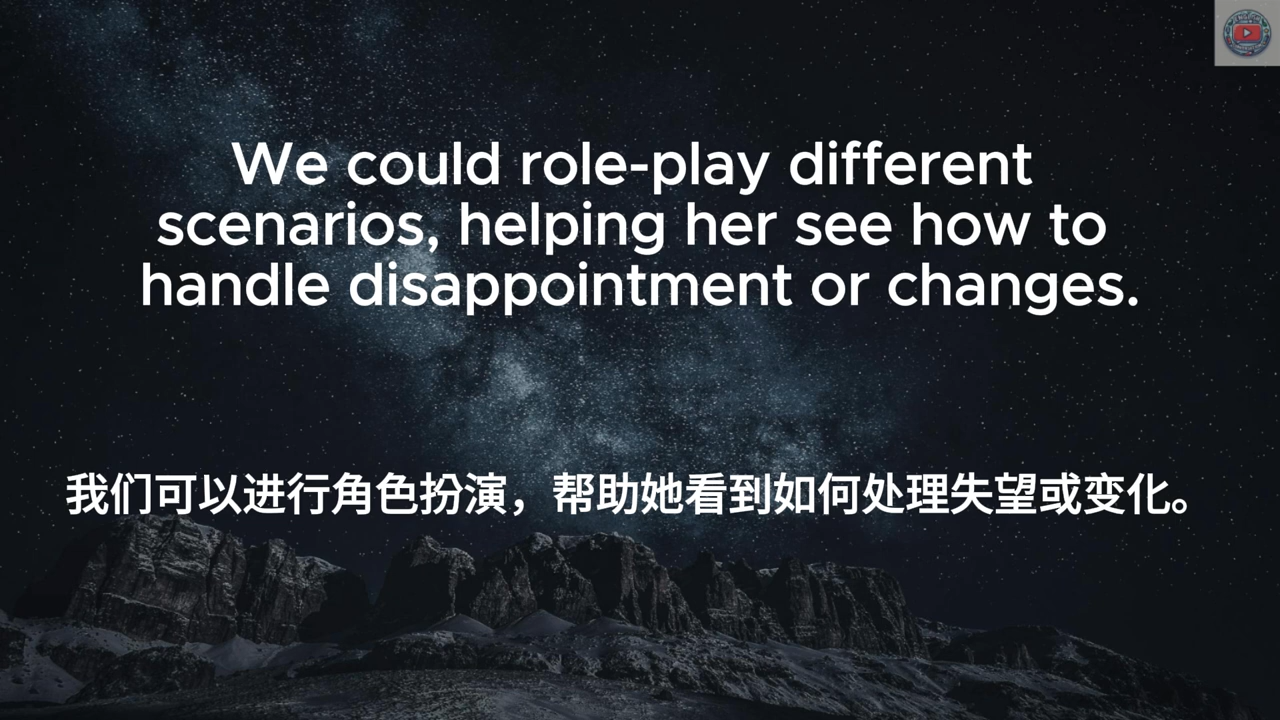 We could role-play different
scenarios, helping her see how to
handle disappointment or changes.
我们可以进行角色扮演，帮助她看到如何处理失望或变化。